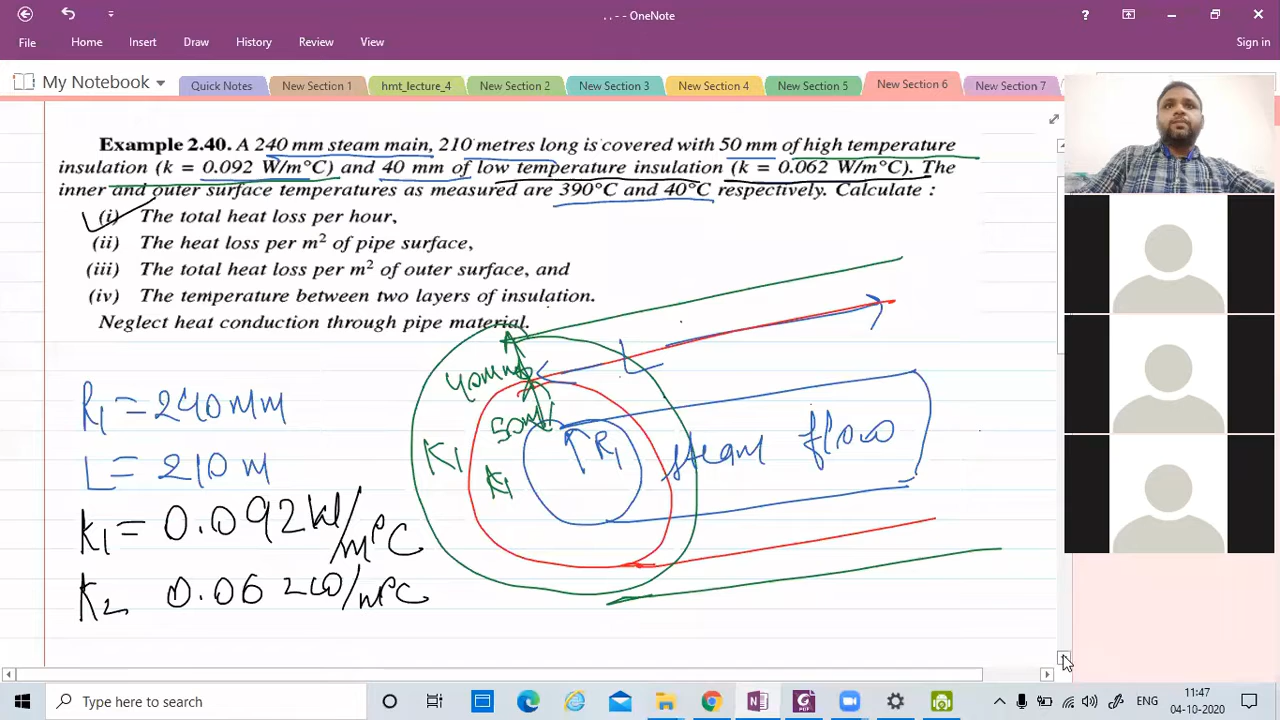 .. - - OneNote
File Home Insert Draw History Review View Sign in
My Notebook Quick Notes New Section 1 hmt_lecture_4 New Section 2 New Section 3 New Section 4 New Section 5 New Section 6 New Section 7
Example 2.40. A 240 mm steam main, 210 metres long is covered with 50 mm of high temperature
insulation (k = 0.092 W/m°C) and 40 mm of low temperature insulation (k = 0.062 W/m°C). The
inner and outer surface temperatures as measured are 390°C and 40°C respectively. Calculate :
(i) The total heat loss per hour,
(ii) The heat loss per m² of pipe surface,
(iii) The total heat loss per m² of outer surface, and
(iv) The temperature between two layers of insulation.
Neglect heat conduction through pipe material.
L
40mm
R1 = 240mm
50m
R1
steam flow
K1
K1
L = 210 m
K1 = 0.092 W/m°C
K2 0.062 W/m°C
Type here to search
ENG
1:47
04-10-2020